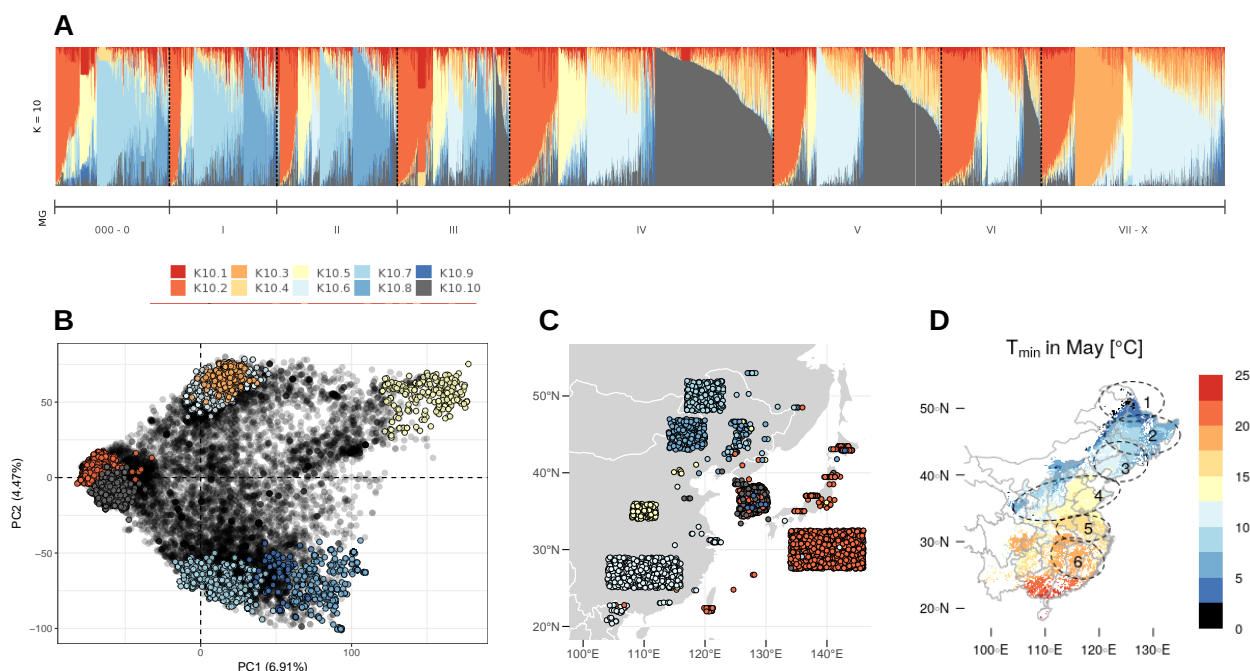 A
K = 10
MG
000 - 0 I II III IV V VI VII - X
K10.1 K10.3 K10.5 K10.7 K10.9
K10.2 K10.4 K10.6 K10.8 K10.10
B
50
0
−50
−100
0 100
PC1 (6.91%)
PC2 (4.47%)
C
50°N
40°N
30°N
20°N
100°E 110°E 120°E 130°E 140°E
D
Tmin in May [°C]
50°N
40°N
30°N
20°N
100°E 110°E 120°E 130°E
1
2
3
4
5
6
25
20
15
10
5
0